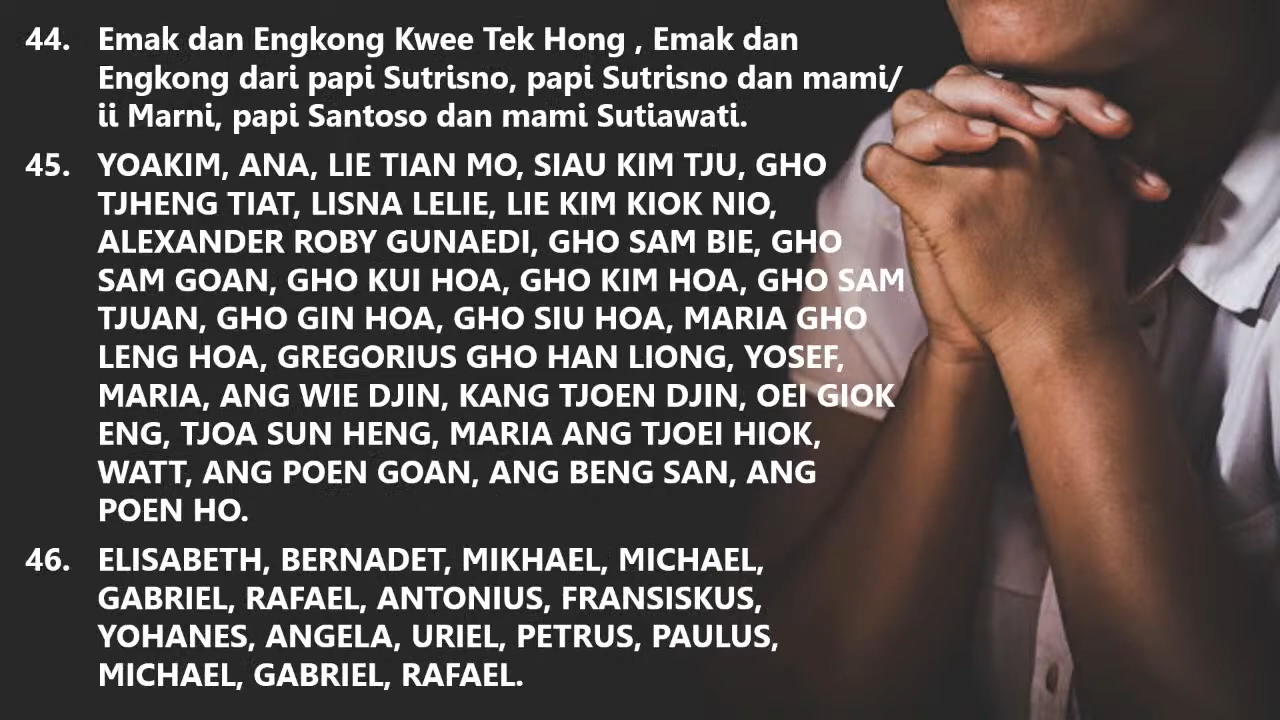 44. Emak dan Engkong Kwee Tek Hong , Emak dan
Engkong dari papi Sutrisno, papi Sutrisno dan mami/
ii Marni, papi Santoso dan mami Sutiawati.
45. YOAKIM, ANA, LIE TIAN MO, SIAU KIM TJU, GHO
TJHENG TIAT, LISNA LELIE, LIE KIM KIOK NIO,
ALEXANDER ROBY GUNAEDI, GHO SAM BIE, GHO
SAM GOAN, GHO KUI HOA, GHO KIM HOA, GHO SAM
TJUAN, GHO GIN HOA, GHO SIU HOA, MARIA GHO
LENG HOA, GREGORIUS GHO HAN LIONG, YOSEF,
MARIA, ANG WIE DJIN, KANG TJOEN DJIN, OEI GIOK
ENG, TJOA SUN HENG, MARIA ANG TJOEI HIOK,
WATT, ANG POEN GOAN, ANG BENG SAN, ANG
POEN HO.
46. ELISABETH, BERNADET, MIKHAEL, MICHAEL,
GABRIEL, RAFAEL, ANTONIUS, FRANSISKUS,
YOHANES, ANGELA, URIEL, PETRUS, PAULUS,
MICHAEL, GABRIEL, RAFAEL.